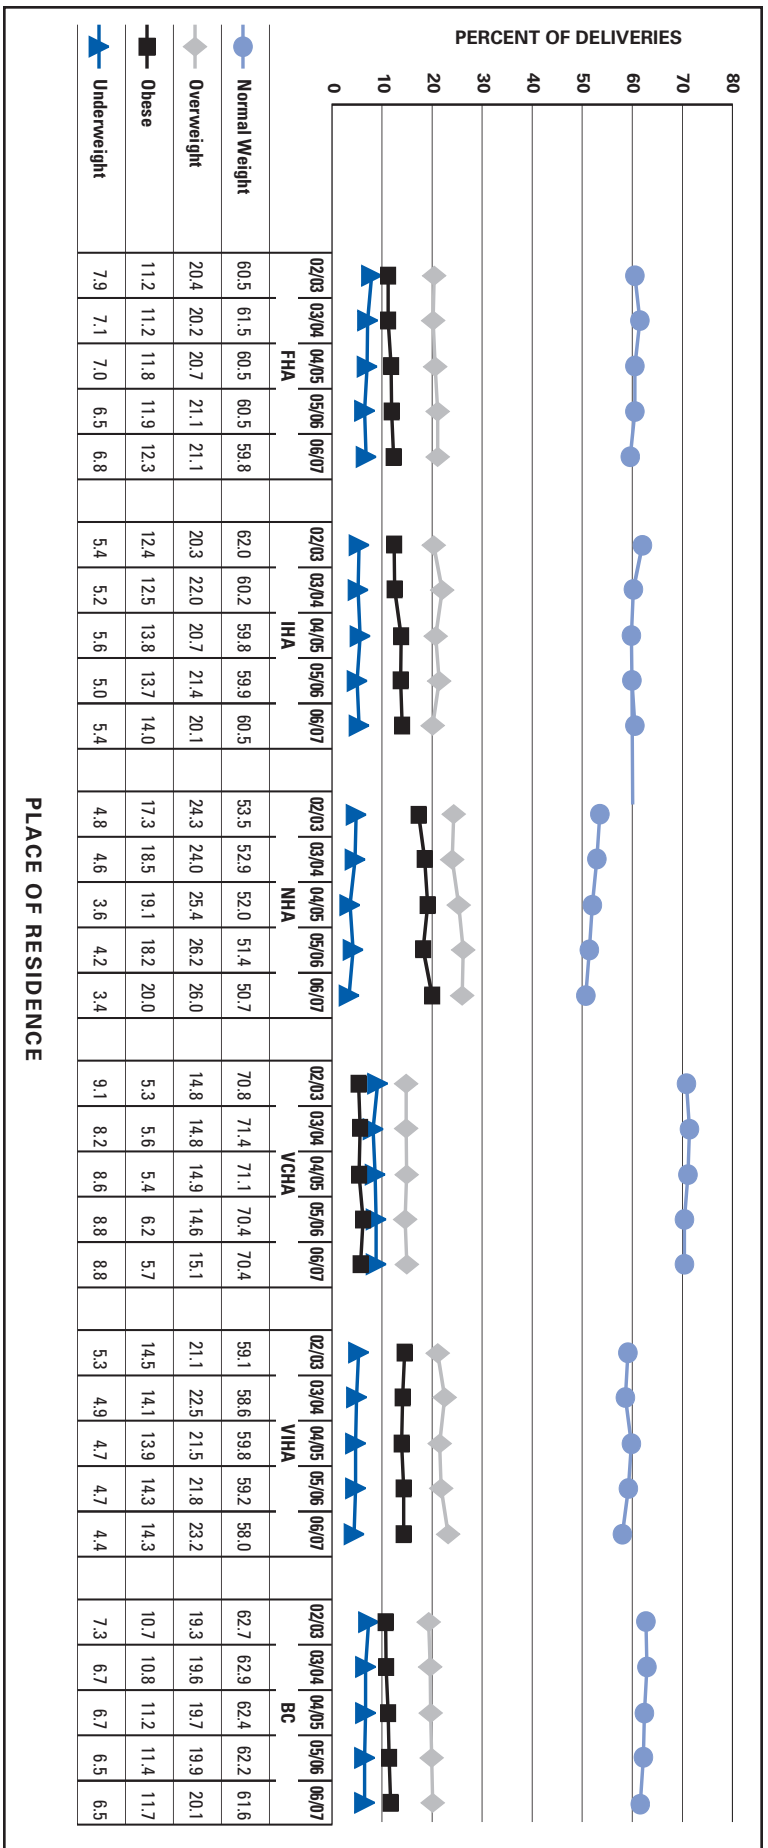 PERCENT OF DELIVERIES
80
70
60
50
40
30
20
10
0
02/03 03/04 04/05 05/06 06/07 02/03 03/04 04/05 05/06 06/07 02/03 03/04 04/05 05/06 06/07 02/03 03/04 04/05 05/06 06/07 02/03 03/04 04/05 05/06 06/07 02/03 03/04 04/05 05/06 06/07
FHA IHA NHA VCHA VIHA BC
Normal Weight 60.5 61.5 60.5 60.5 59.8 62.0 60.2 59.8 59.9 60.5 53.5 52.9 52.0 51.4 50.7 70.8 71.4 71.1 70.4 70.4 59.1 58.6 59.8 59.2 58.0 62.7 62.9 62.4 62.2 61.6
Overweight 20.4 20.2 20.7 21.1 21.1 20.3 22.0 20.7 21.4 20.1 24.3 24.0 25.4 26.2 26.0 14.8 14.8 14.9 14.6 15.1 21.1 22.5 21.5 21.8 23.2 19.3 19.6 19.7 19.9 20.1
Obese 11.2 11.2 11.8 11.9 12.3 12.4 12.5 13.8 13.7 14.0 17.3 18.5 19.1 18.2 20.0 5.3 5.6 5.4 6.2 5.7 14.5 14.1 13.9 14.3 14.3 10.7 10.8 11.2 11.4 11.7
Underweight 7.9 7.1 7.0 6.5 6.8 5.4 5.2 5.6 5.0 5.4 4.8 4.6 3.6 4.2 3.4 9.1 8.2 8.6 8.8 8.8 5.3 4.9 4.7 4.7 4.4 7.3 6.7 6.7 6.5 6.5
PLACE OF RESIDENCE